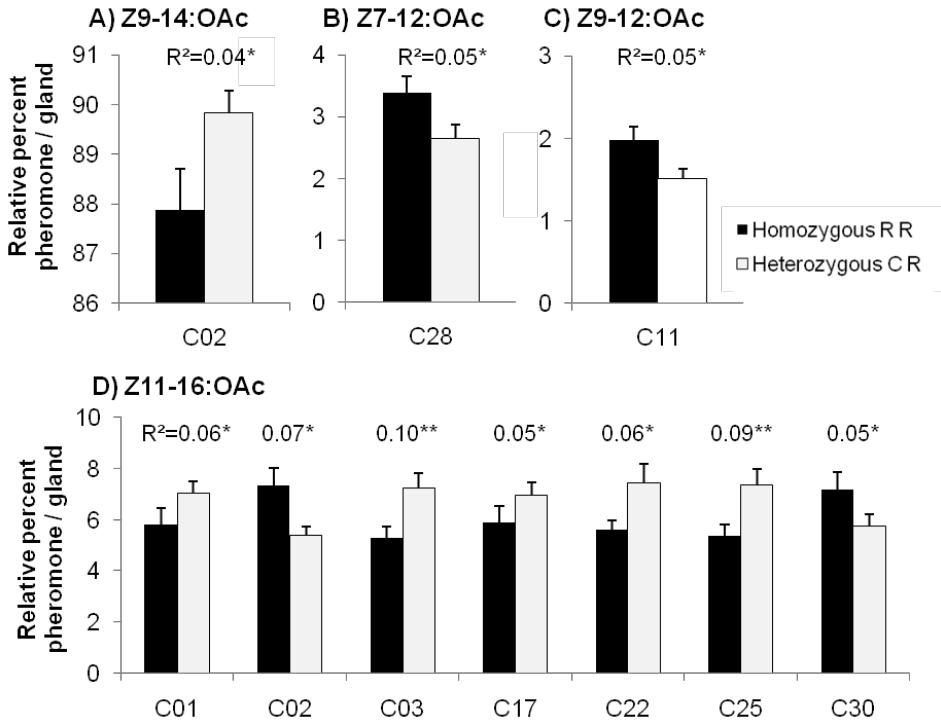 A) Z9-14:OAc
B) Z7-12:OAc
C) Z9-12:OAc
Relative percent
pheromone / gland
91
90
89
88
87
86
R²=0.04*
C02
4
3
2
1
0
R²=0.05*
C28
3
2
1
0
R²=0.05*
C11
Homozygous R R
Heterozygous C R
D) Z11-16:OAc
Relative percent
pheromone / gland
10
8
6
4
2
0
R²=0.06* 0.07* 0.10** 0.05* 0.06* 0.09** 0.05*
C01 C02 C03 C17 C22 C25 C30